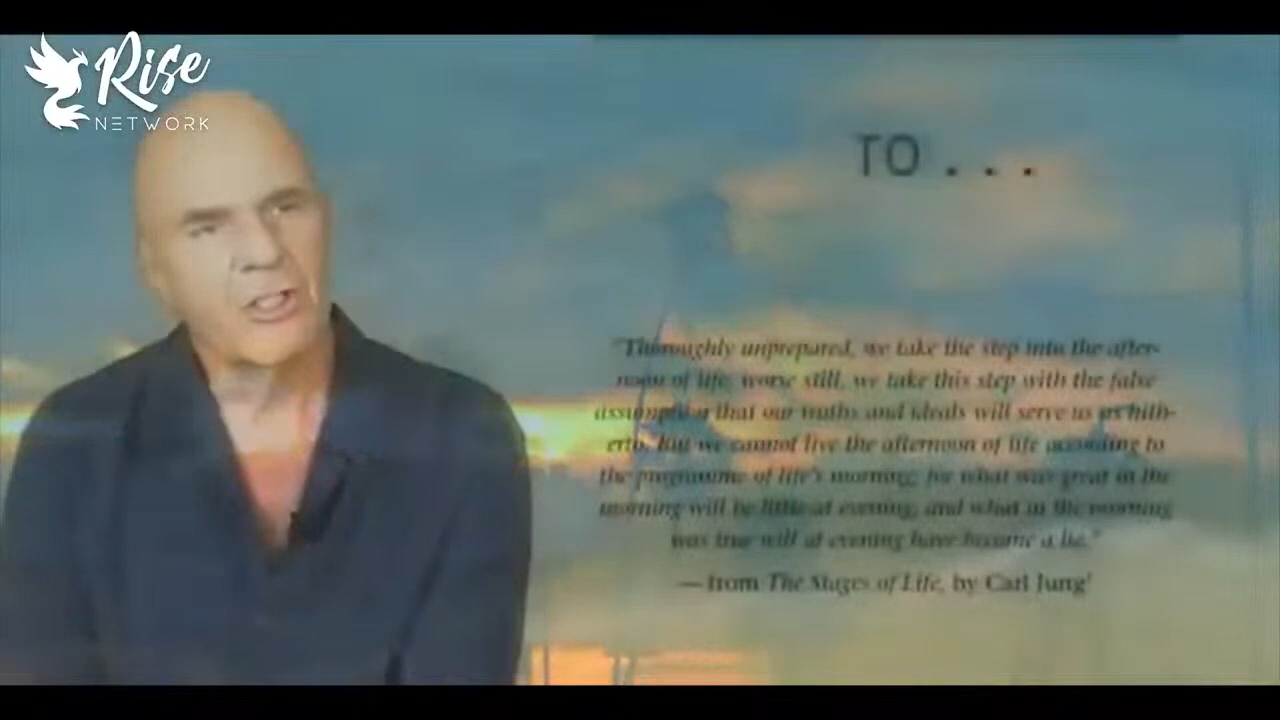 Rise
NETWORK
TO . . .
"Thoroughly unprepared, we take the step into the after-
noon of life; worse still, we take this step with the false
assumption that our truths and ideals will serve us as hith-
erto. But we cannot live the afternoon of life according to
the programme of life's morning; for what was great in the
morning will be little at evening, and what in the morning
was true will at evening have become a lie."
— from The Stages of Life, by Carl Jung